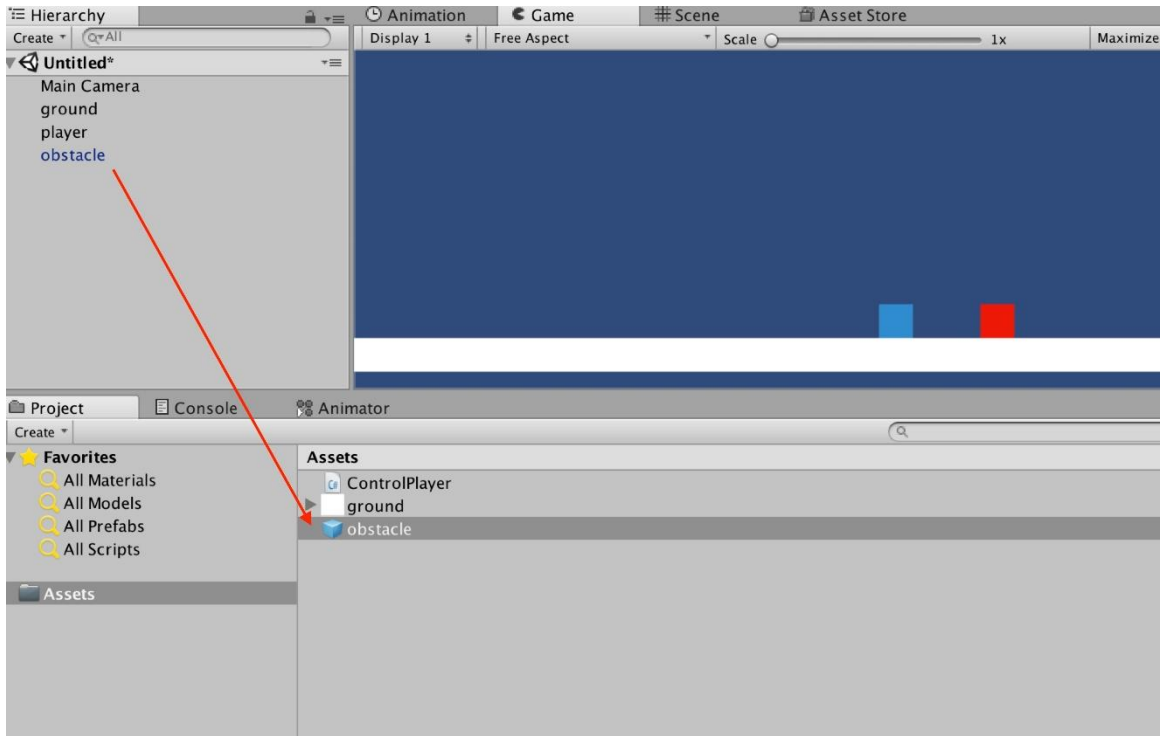 Hierarchy
Create All
Untitled*
Main Camera
ground
player
obstacle
Animation Game Scene Asset Store
Display 1 Free Aspect Scale 1x Maximize
Project Console Animator
Create
Favorites
All Materials
All Models
All Prefabs
All Scripts
Assets
Assets
C# ControlPlayer
ground
obstacle